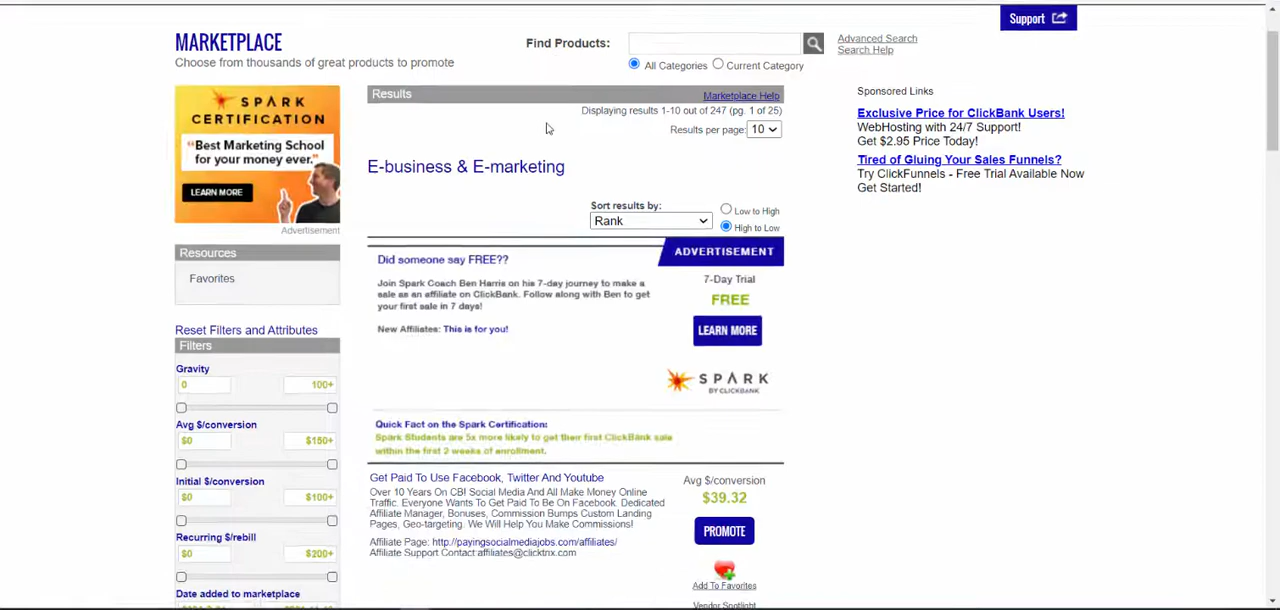 Support
MARKETPLACE
Choose from thousands of great products to promote
Find Products:
Advanced Search
Search Help
All Categories
Current Category
SPARK
CERTIFICATION
"Best Marketing School
for your money ever."
LEARN MORE
Advertisement
Resources
Favorites
Reset Filters and Attributes
Filters
Gravity
0 100+
Avg $/conversion
$0 $150+
Initial $/conversion
$0 $100+
Recurring $/rebill
$0 $200+
Date added to marketplace
Results
Marketplace Help
Displaying results 1-10 out of 247 (pg. 1 of 25)
Results per page: 10
E-business & E-marketing
Sort results by:
Rank
Low to High
High to Low
ADVERTISEMENT
Did someone say FREE??
Join Spark Coach Ben Harris on his 7-day journey to make a
sale as an affiliate on ClickBank. Follow along with Ben to get
your first sale in 7 days!
New Affiliates: This is for you!
7-Day Trial
FREE
LEARN MORE
SPARK
BY CLICKBANK
Quick Fact on the Spark Certification:
Spark Students are 5x more likely to get their first ClickBank sale
within the first 2 weeks of enrollment.
Get Paid To Use Facebook, Twitter And Youtube
Over 10 Years On CB! Social Media And All Make Money Online
Traffic. Everyone Wants To Get Paid To Be On Facebook. Dedicated
Affiliate Manager, Bonuses, Commission Bumps Custom Landing
Pages, Geo-targeting. We Will Help You Make Commissions!
Affiliate Page: http://payingsocialmediajobs.com/affiliates/
Affiliate Support Contact:affiliates@clicktnx.com
Avg $/conversion
$39.32
PROMOTE
Add To Favorites
Vendor Spotlight
Sponsored Links
Exclusive Price for ClickBank Users!
WebHosting with 24/7 Support!
Get $2.95 Price Today!
Tired of Gluing Your Sales Funnels?
Try ClickFunnels - Free Trial Available Now
Get Started!